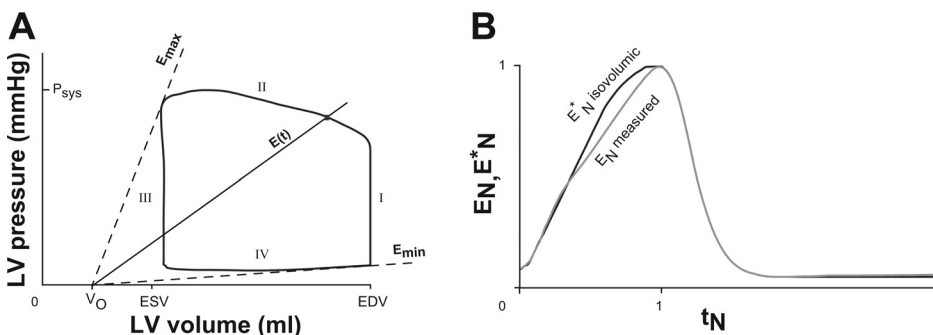 A
LV pressure (mmHg)
Psys
Emax
II
E(t)
III
I
IV
Emin
0
VO
ESV
EDV
LV volume (ml)
B
EN,E*N
1
E*N isovolumic
EN measured
0
1
tN